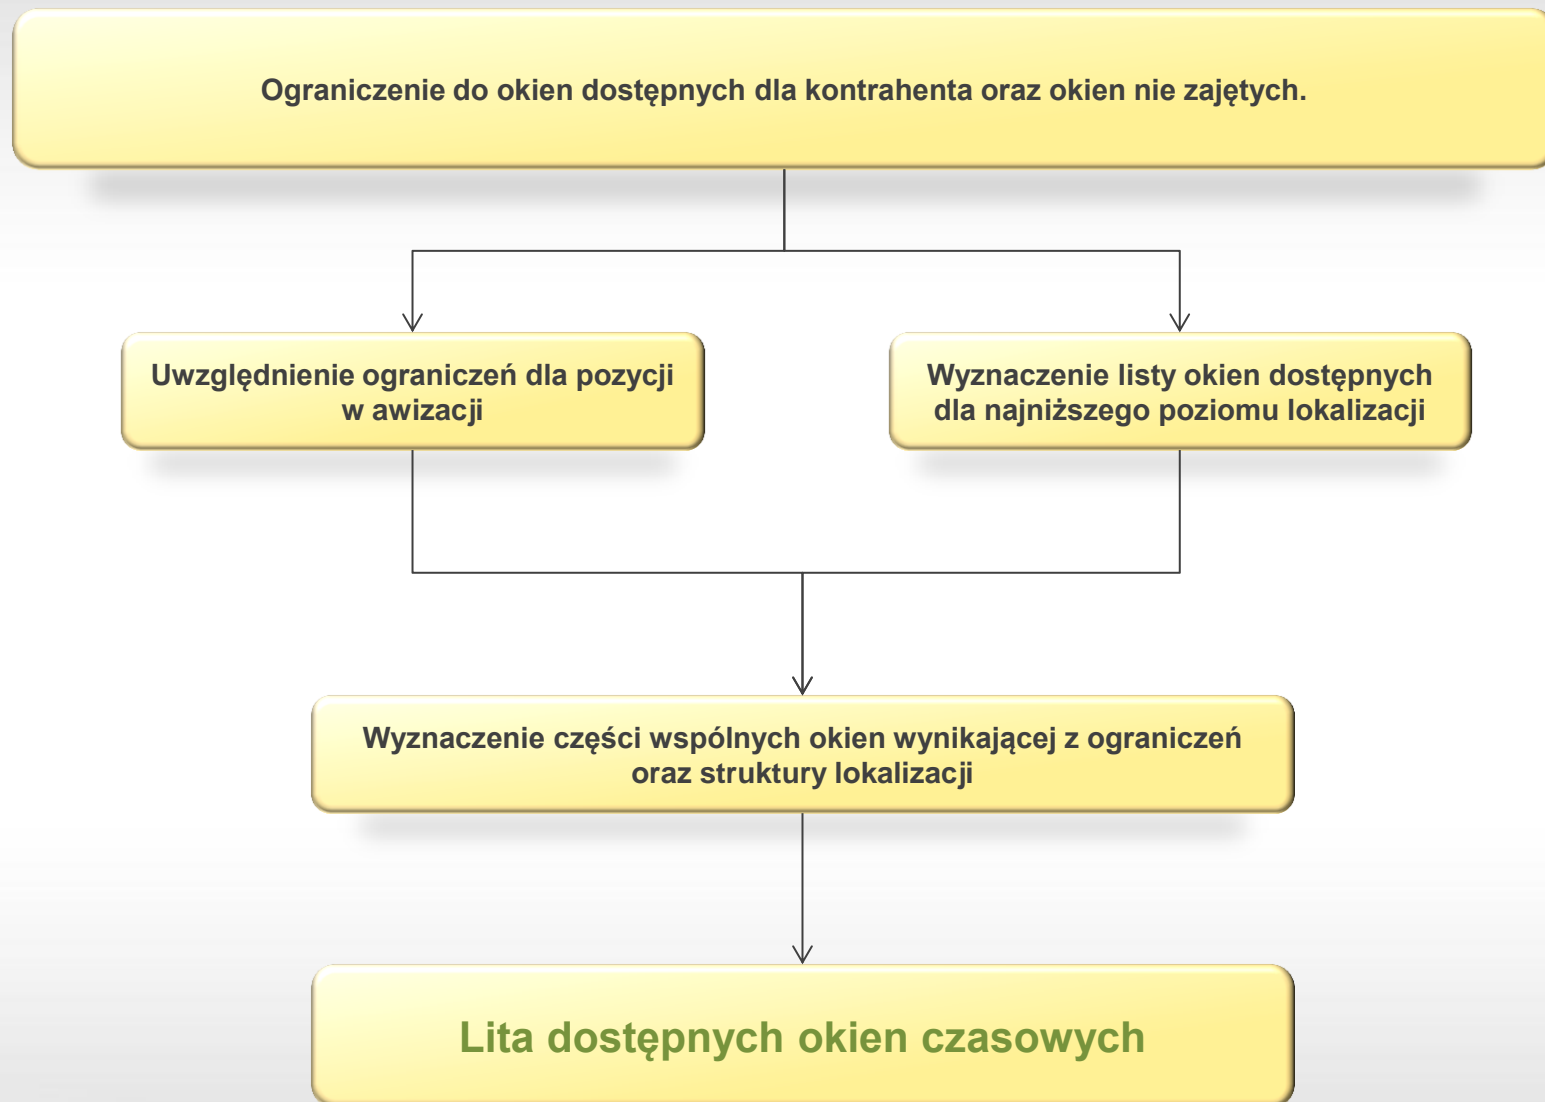 Ograniczenie do okien dostępnych dla kontrahenta oraz okien nie zajętych.
Uwzględnienie ograniczeń dla pozycji
w awizacji
Wyznaczenie listy okien dostępnych
dla najniższego poziomu lokalizacji
Wyznaczenie części wspólnych okien wynikającej z ograniczeń
oraz struktury lokalizacji
Lita dostępnych okien czasowych